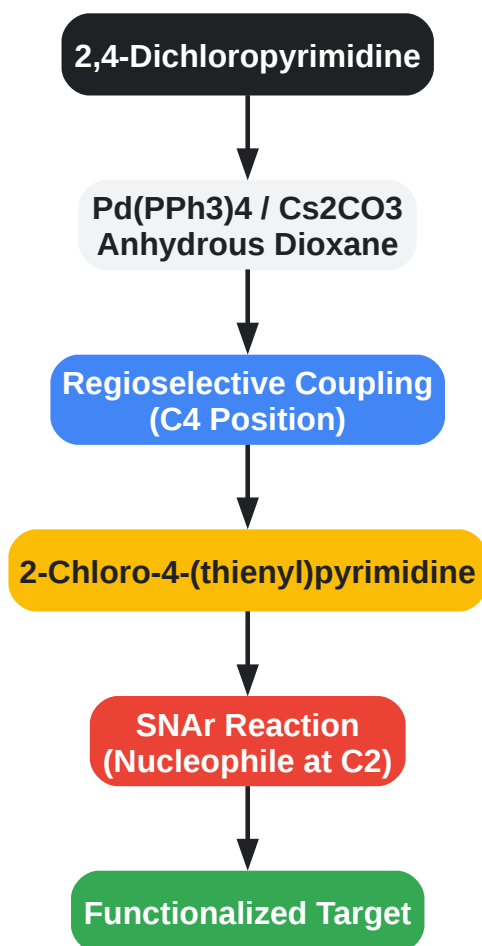 2,4-Dichloropyrimidine
Pd(PPh3)4 / Cs2CO3
Anhydrous Dioxane
Regioselective Coupling
(C4 Position)
2-Chloro-4-(thienyl)pyrimidine
SNAr Reaction
(Nucleophile at C2)
Functionalized Target